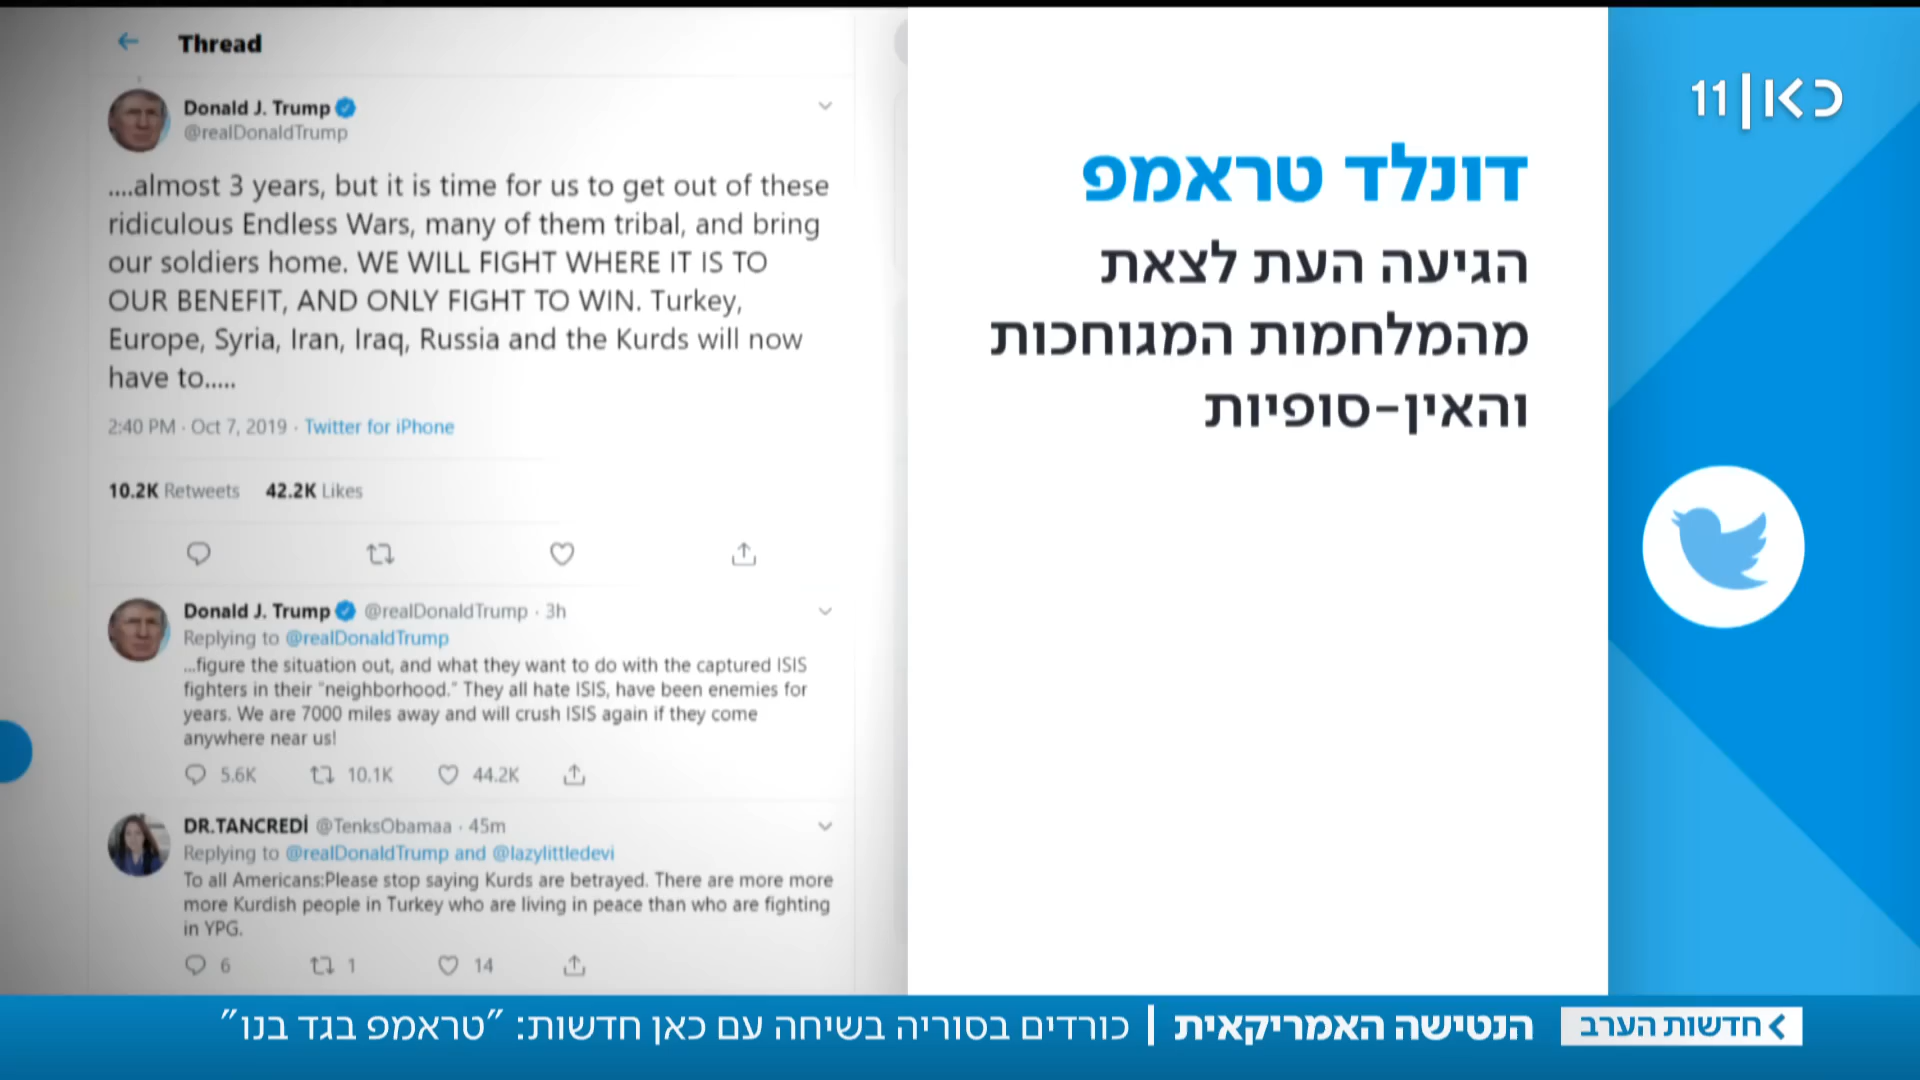 Thread
Donald J. Trump
@realDonaldTrump
....almost 3 years, but it is time for us to get out of these
ridiculous Endless Wars, many of them tribal, and bring
our soldiers home. WE WILL FIGHT WHERE IT IS TO
OUR BENEFIT, AND ONLY FIGHT TO WIN. Turkey,
Europe, Syria, Iran, Iraq, Russia and the Kurds will now
have to.....
2:40 PM · Oct 7, 2019 · Twitter for iPhone
10.2K Retweets 42.2K Likes
Donald J. Trump @realDonaldTrump · 3h
Replying to @realDonaldTrump
...figure the situation out, and what they want to do with the captured ISIS
fighters in their "neighborhood." They all hate ISIS, have been enemies for
years. We are 7000 miles away and will crush ISIS again if they come
anywhere near us!
5.6K 10.1K 44.2K
DR.TANCREDİ @TenksObamaa · 45m
Replying to @realDonaldTrump and @lazylittledevi
To all Americans:Please stop saying Kurds are betrayed. There are more more
more Kurdish people in Turkey who are living in peace than who are fighting
in YPG.
6 1 14
כאן|11
דונלד טראמפ
הגיעה העת לצאת
מהמלחמות המגוחכות
והאין-סופיות
חדשות הערב
הנטישה האמריקאית | כורדים בסוריה בשיחה עם כאן חדשות: "טראמפ בגד בנו"